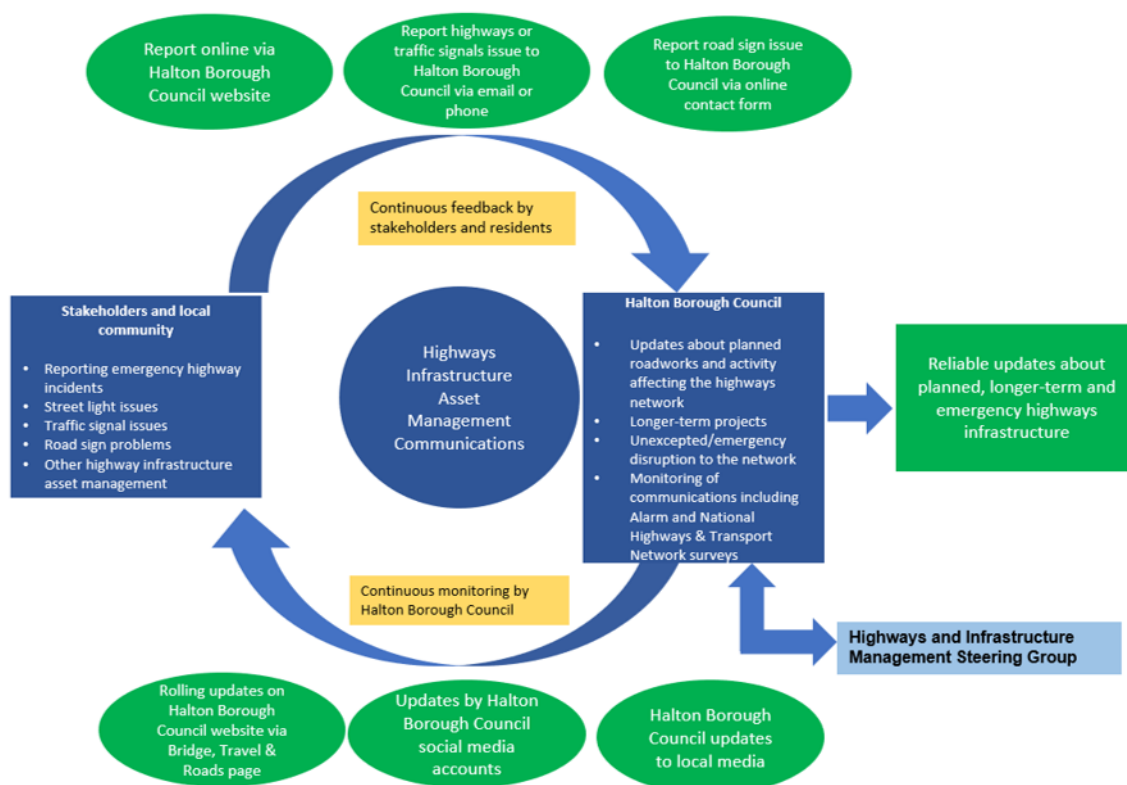 Report online via
Halton Borough
Council website
Report highways or
traffic signals issue to
Halton Borough
Council via email or
phone
Report road sign issue
to Halton Borough
Council via online
contact form
Continuous feedback by
stakeholders and residents
Stakeholders and local
community
• Reporting emergency highway
incidents
• Street light issues
• Traffic signal issues
• Road sign problems
• Other highway infrastructure
asset management
Highways
Infrastructure
Asset
Management
Communications
Halton Borough Council
• Updates about planned
roadworks and activity
affecting the highways
network
• Longer-term projects
• Unexcepted/emergency
disruption to the network
• Monitoring of
communications including
Alarm and National
Highways & Transport
Network surveys
Reliable updates about
planned, longer-term and
emergency highways
infrastructure
Continuous monitoring by
Halton Borough Council
Highways and Infrastructure
Management Steering Group
Rolling updates on
Halton Borough
Council website via
Bridge, Travel &
Roads page
Updates by Halton
Borough Council
social media
accounts
Halton Borough
Council updates
to local media